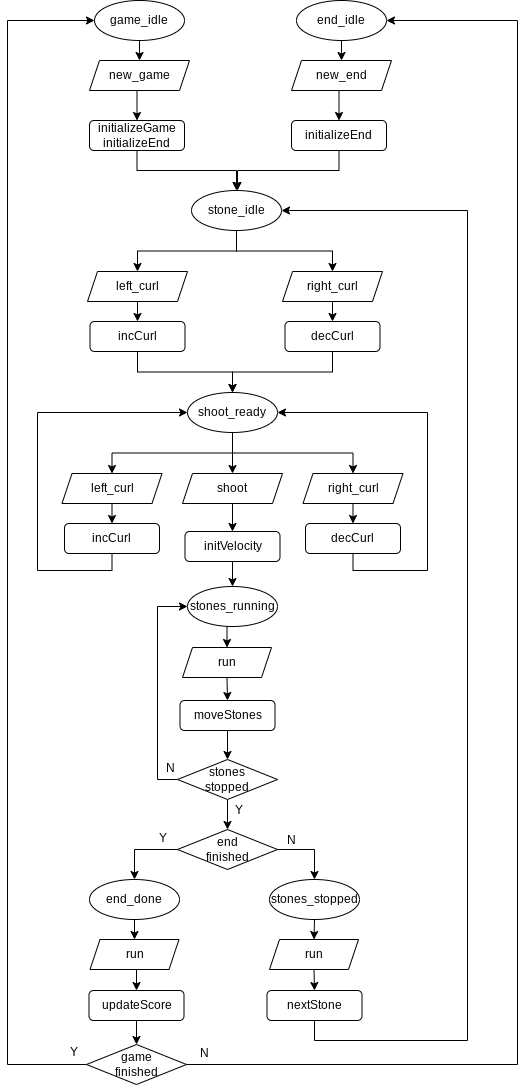 game_idle
end_idle
new_game
new_end
initializeGame
initializeEnd
initializeEnd
stone_idle
left_curl
right_curl
incCurl
decCurl
shoot_ready
left_curl
shoot
right_curl
incCurl
initVelocity
decCurl
stones_running
run
moveStones
N
stones
stopped
Y
Y
end
finished
N
end_done
stones_stopped
run
run
updateScore
nextStone
Y
game
finished
N